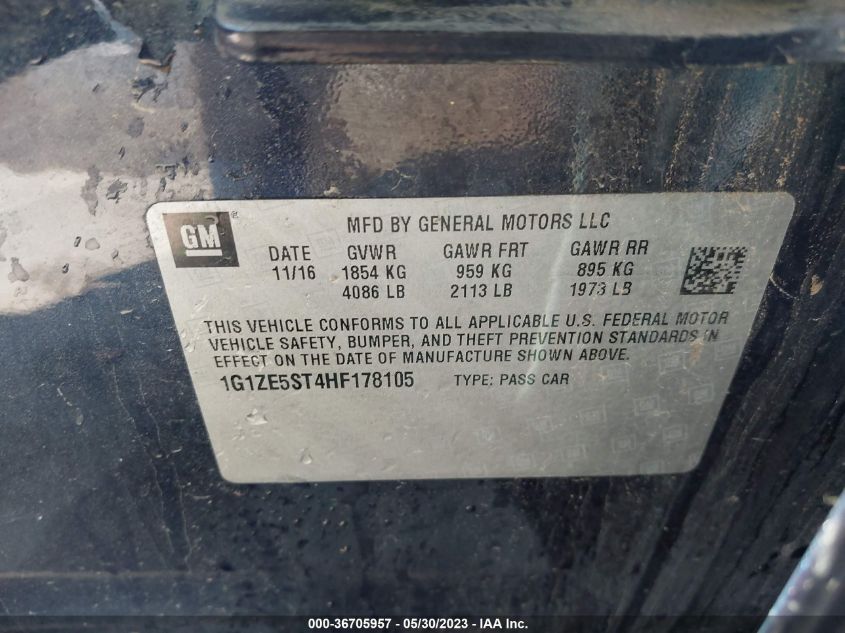 GM®
MFD BY GENERAL MOTORS LLC
DATE GVWR GAWR FRT GAWR RR
11/16 1854 KG 959 KG 895 KG
4086 LB 2113 LB 1973 LB
THIS VEHICLE CONFORMS TO ALL APPLICABLE U.S. FEDERAL MOTOR
VEHICLE SAFETY, BUMPER, AND THEFT PREVENTION STANDARDS IN
EFFECT ON THE DATE OF MANUFACTURE SHOWN ABOVE.
1G1ZE5ST4HF178105 TYPE: PASS CAR
000-36705957 - 05/30/2023 - IAA Inc.